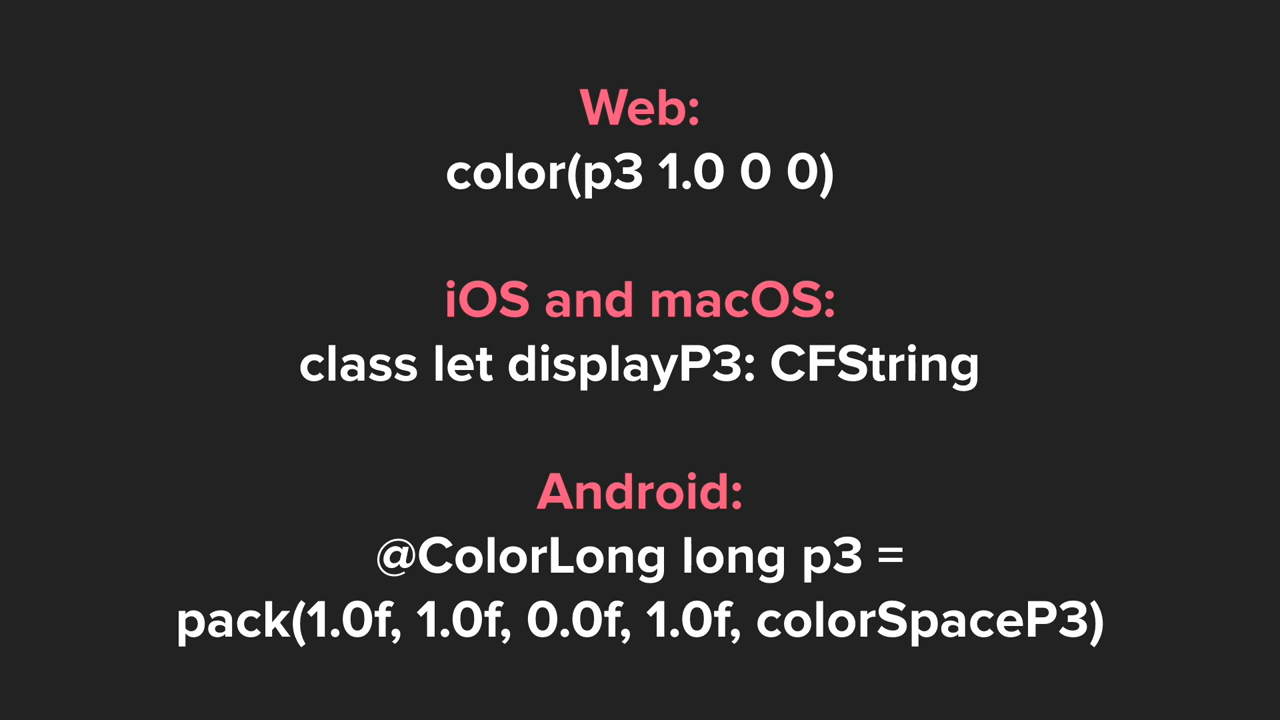 Web:
color(p3 1.0 0 0)
iOS and macOS:
class let displayP3: CFString
Android:
@ColorLong long p3 =
pack(1.0f, 1.0f, 0.0f, 1.0f, colorSpaceP3)